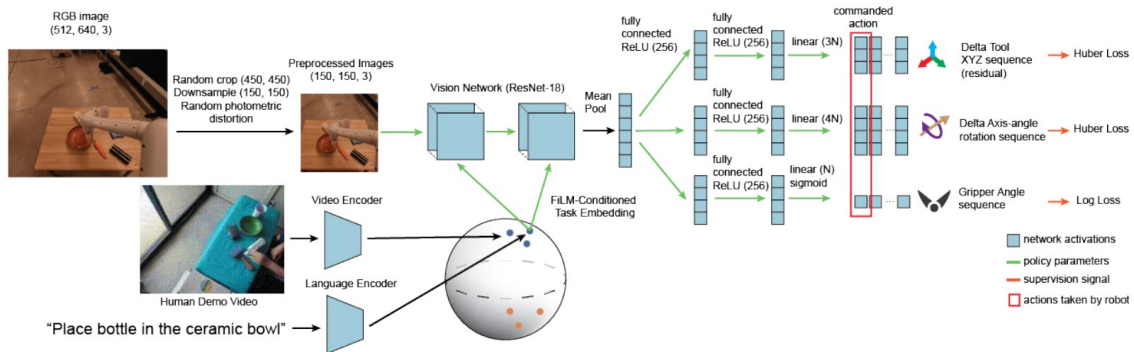 RGB image
(512, 640, 3)
Random crop (450, 450)
Downsample (150, 150)
Random photometric
distortion
Preprocessed Images
(150, 150, 3)
Vision Network (ResNet-18)
Mean
Pool
fully
connected
ReLU (256)
fully
connected
ReLU (256)
fully
connected
ReLU (256)
linear (3N)
commanded
action
Delta Tool
XYZ sequence
(residual)
Huber Loss
fully
connected
ReLU (256)
linear (4N)
Delta Axis-angle
rotation sequence
Huber Loss
fully
connected
ReLU (256)
linear (N)
sigmoid
Gripper Angle
sequence
Log Loss
Video Encoder
FiLM-Conditioned
Task Embedding
Human Demo Video
Language Encoder
“Place bottle in the ceramic bowl”
network activations
policy parameters
supervision signal
actions taken by robot